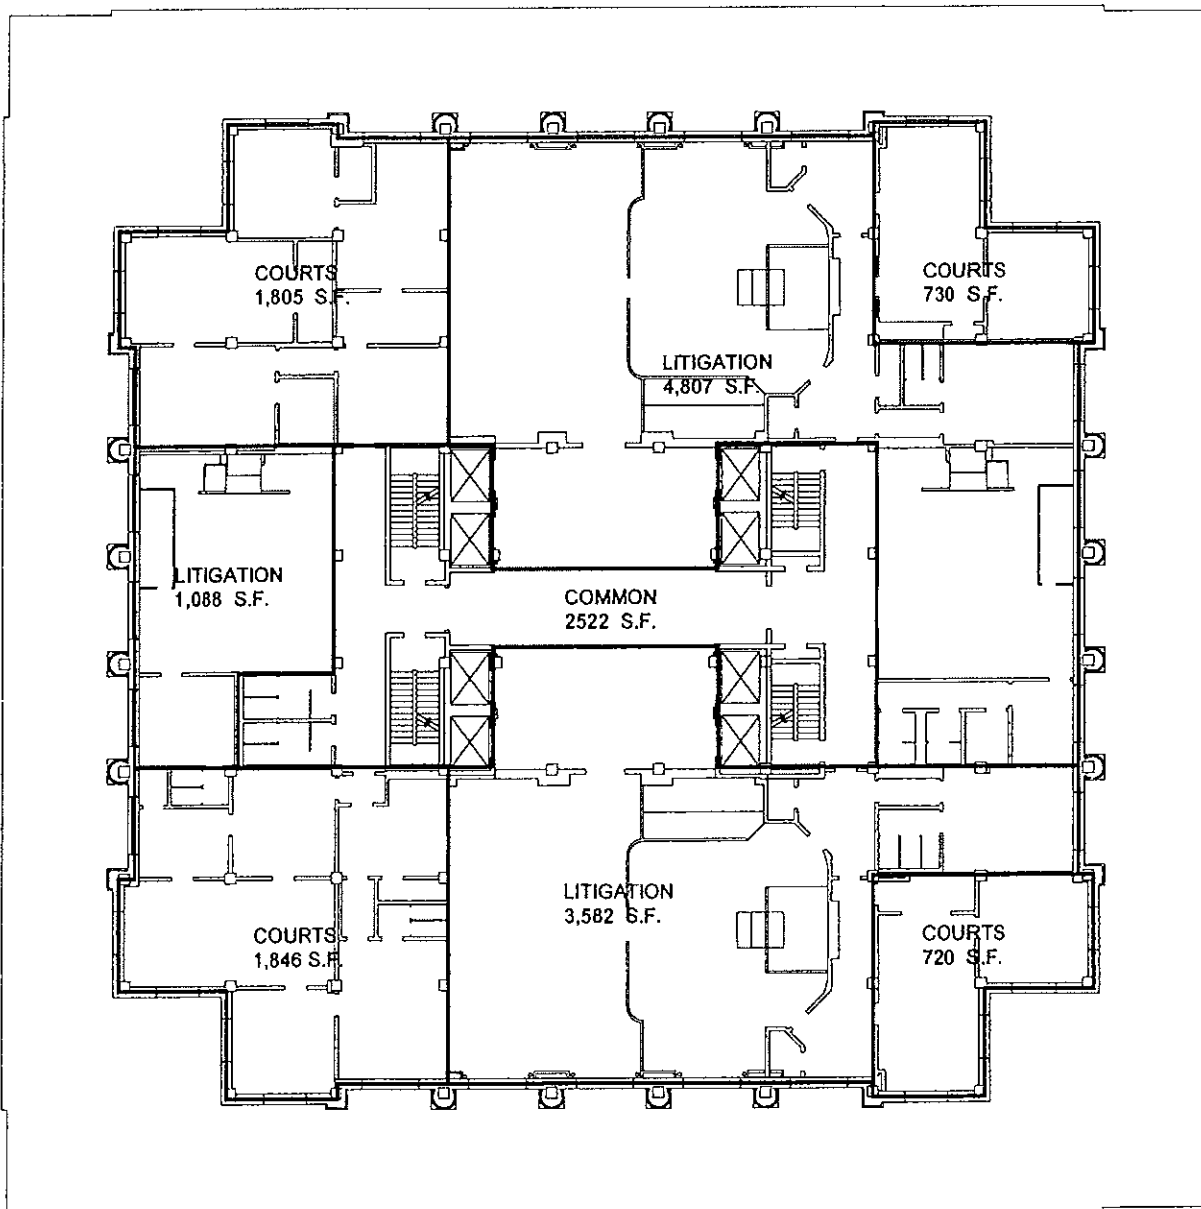 COURTS
1,805 S.F.
COURTS
730 S.F.
LITIGATION
4,807 S.F.
LITIGATION
1,088 S.F.
COMMON
2522 S.F.
LITIGATION
3,582 S.F.
COURTS
1,846 S.F.
COURTS
720 S.F.